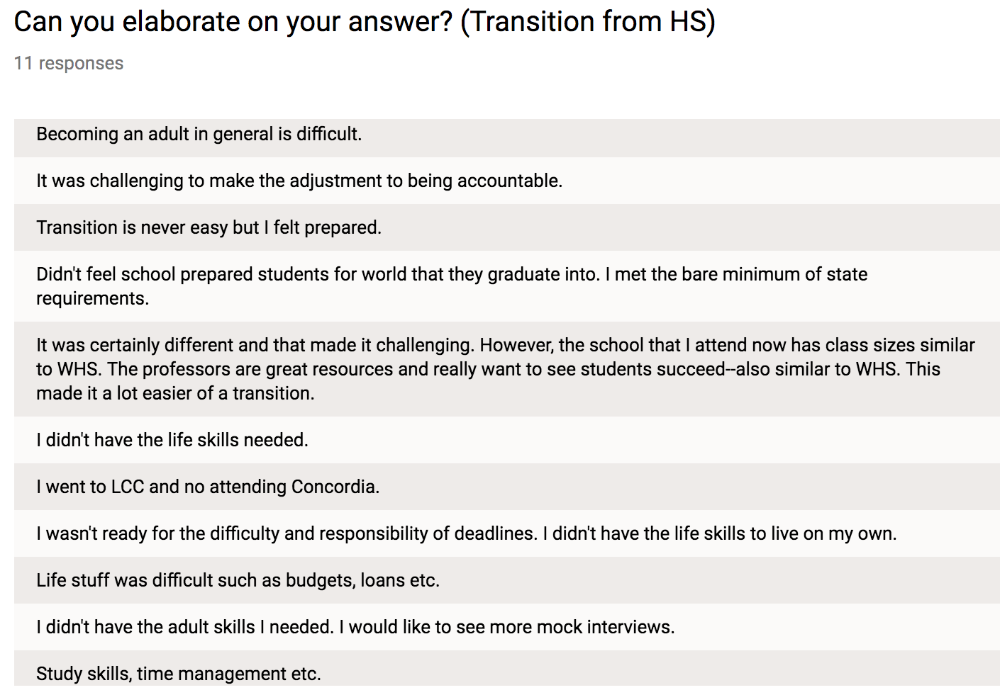 Can you elaborate on your answer? (Transition from HS)
11 responses
Becoming an adult in general is difficult.
It was challenging to make the adjustment to being accountable.
Transition is never easy but I felt prepared.
Didn't feel school prepared students for world that they graduate into. I met the bare minimum of state
requirements.
It was certainly different and that made it challenging. However, the school that I attend now has class sizes similar
to WHS. The professors are great resources and really want to see students succeed--also similar to WHS. This
made it a lot easier of a transition.
I didn't have the life skills needed.
I went to LCC and no attending Concordia.
I wasn't ready for the difficulty and responsibility of deadlines. I didn't have the life skills to live on my own.
Life stuff was difficult such as budgets, loans etc.
I didn't have the adult skills I needed. I would like to see more mock interviews.
Study skills, time management etc.